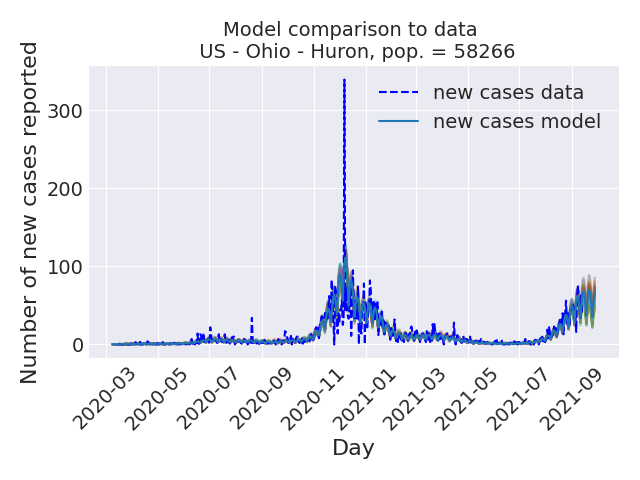 Model comparison to data
US - Ohio - Huron, pop. = 58266
Number of new cases reported
300
200
100
0
new cases data
new cases model
2020-03
2020-05
2020-07
2020-09
2020-11
2021-01
2021-03
2021-05
2021-07
2021-09
Day